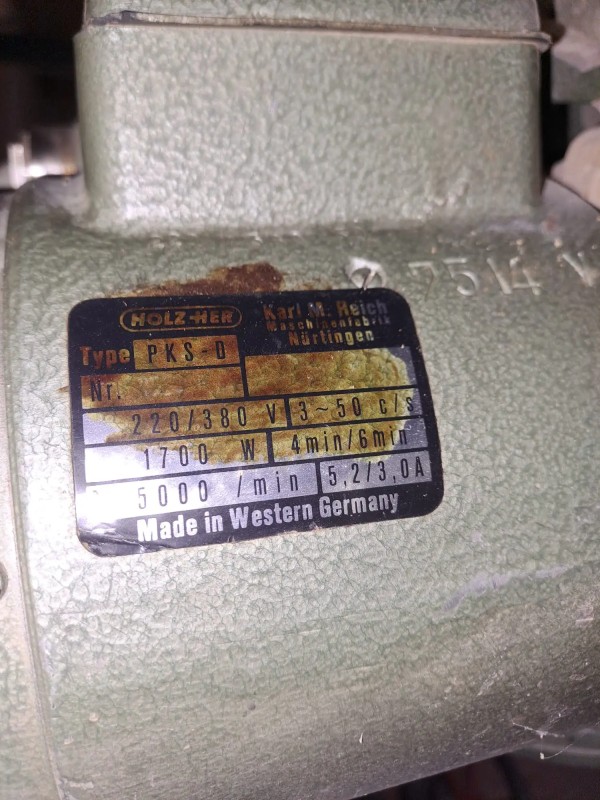 7514
HOLZ-HER
Karl M. Reich
Maschinenfabrik
Nürtingen
Type PKS-D
Nr.
220/380 V 3~50 c/s
1700 W 4min/6min
5000 /min 5,2/3,0A
Made in Western Germany